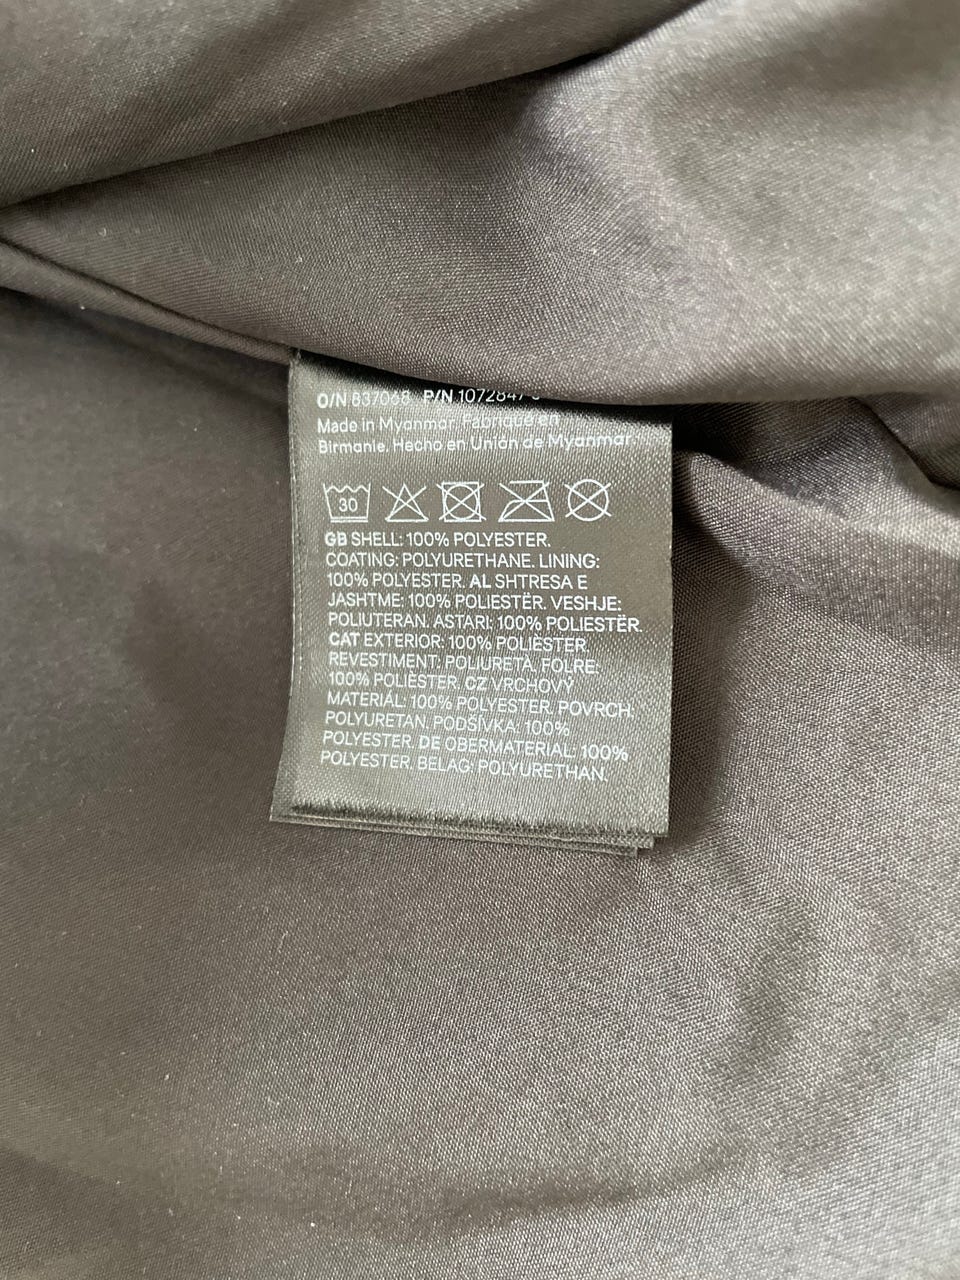 O/N 837068 P/N 1072847
Made in Myanmar. Fabriqué en
Birmanie. Hecho en Unión de Myanmar.
30
GB SHELL: 100% POLYESTER.
COATING: POLYURETHANE. LINING:
100% POLYESTER. AL SHTRESA E
JASHTME: 100% POLIESTËR. VESHJE:
POLIUTERAN. ASTARI: 100% POLIESTËR.
CAT EXTERIOR: 100% POLIÈSTER.
REVESTIMENT: POLIURETÀ. FOLRE:
100% POLIÈSTER. CZ VRCHOVÝ
MATERIÁL: 100% POLYESTER. POVRCH:
POLYURETAN. PODŠÍVKA: 100%
POLYESTER. DE OBERMATERIAL: 100%
POLYESTER. BELAG: POLYURETHAN.